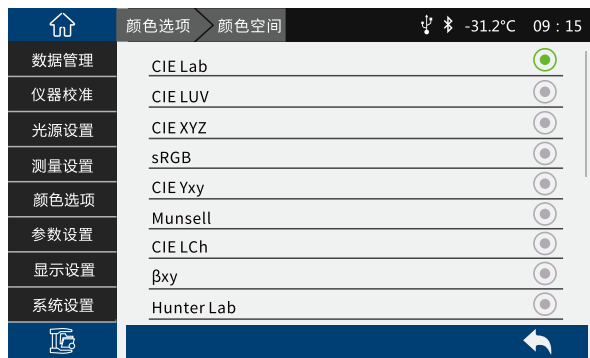 颜色选项 颜色空间 -31.2°C 09 : 15
数据管理
仪器校准
光源设置
测量设置
颜色选项
参数设置
显示设置
系统设置
CIE Lab
CIE LUV
CIE XYZ
sRGB
CIE Yxy
Munsell
CIE LCh
βxy
Hunter Lab